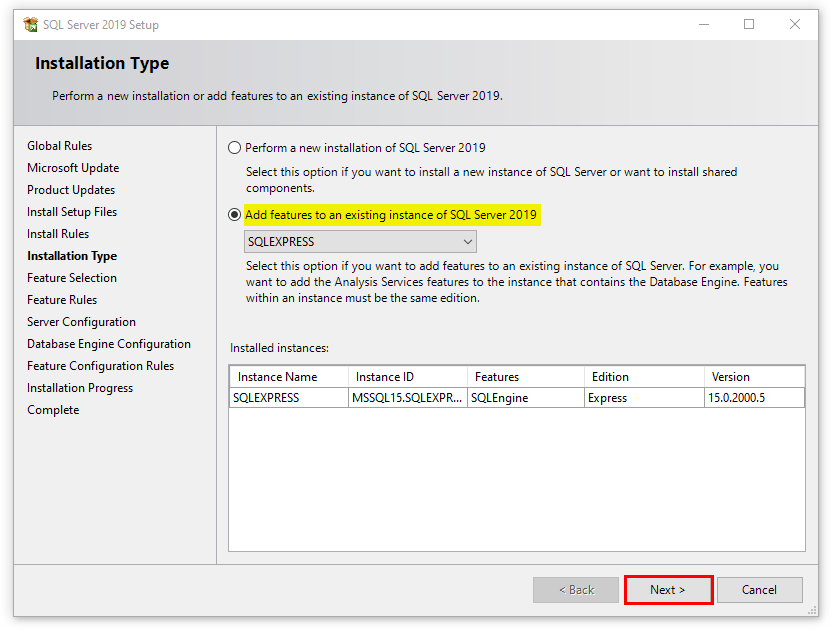 SQL Server 2019 Setup
Installation Type
Perform a new installation or add features to an existing instance of SQL Server 2019.
Global Rules
Microsoft Update
Product Updates
Install Setup Files
Install Rules
Installation Type
Feature Selection
Feature Rules
Server Configuration
Database Engine Configuration
Feature Configuration Rules
Installation Progress
Complete
Perform a new installation of SQL Server 2019
Select this option if you want to install a new instance of SQL Server or want to install shared
components.
Add features to an existing instance of SQL Server 2019
SQLEXPRESS
Select this option if you want to add features to an existing instance of SQL Server. For example, you
want to add the Analysis Services features to the instance that contains the Database Engine. Features
within an instance must be the same edition.
Installed instances:
Instance Name Instance ID Features Edition Version
SQLEXPRESS MSSQL15.SQLEXPR... SQLEngine Express 15.0.2000.5
< Back Next > Cancel